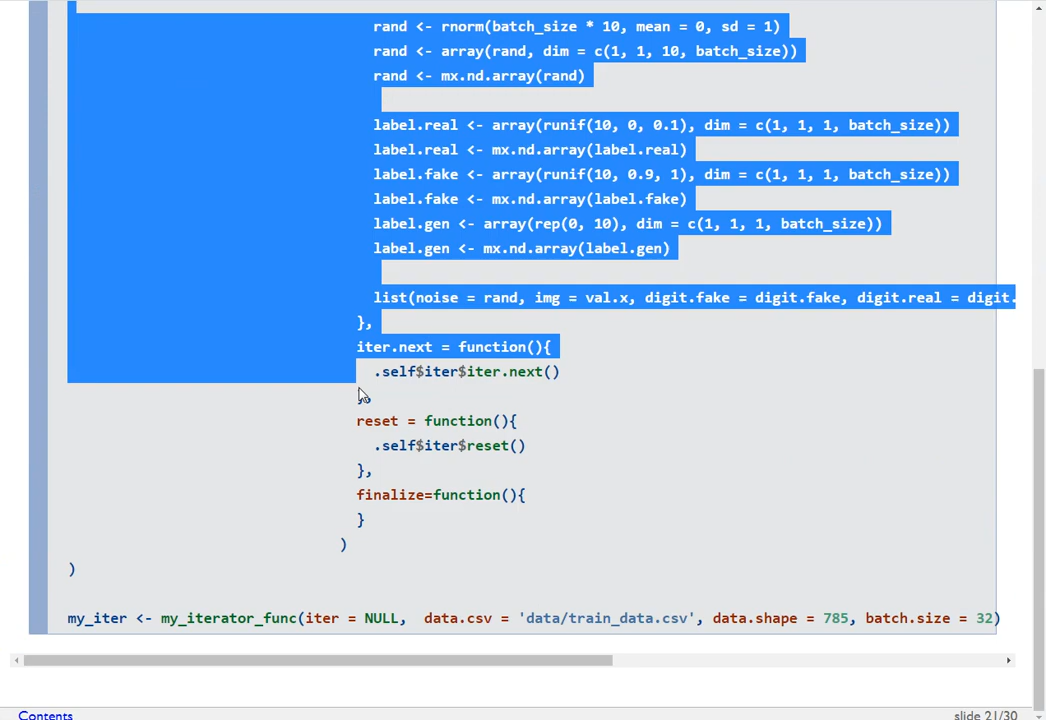 rand <- rnorm(batch_size * 10, mean = 0, sd = 1)
rand <- array(rand, dim = c(1, 1, 10, batch_size))
rand <- mx.nd.array(rand)
label.real <- array(runif(10, 0, 0.1), dim = c(1, 1, 1, batch_size))
label.real <- mx.nd.array(label.real)
label.fake <- array(runif(10, 0.9, 1), dim = c(1, 1, 1, batch_size))
label.fake <- mx.nd.array(label.fake)
label.gen <- array(rep(0, 10), dim = c(1, 1, 1, batch_size))
label.gen <- mx.nd.array(label.gen)
list(noise = rand, img = val.x, digit.fake = digit.fake, digit.real = digit.
},
iter.next = function(){
.self$iter$iter.next()
},
reset = function(){
.self$iter$reset()
},
finalize=function(){
}
)
)
my_iter <- my_iterator_func(iter = NULL,  data.csv = 'data/train_data.csv', data.shape = 785, batch.size = 32)
Contents
slide 21/30